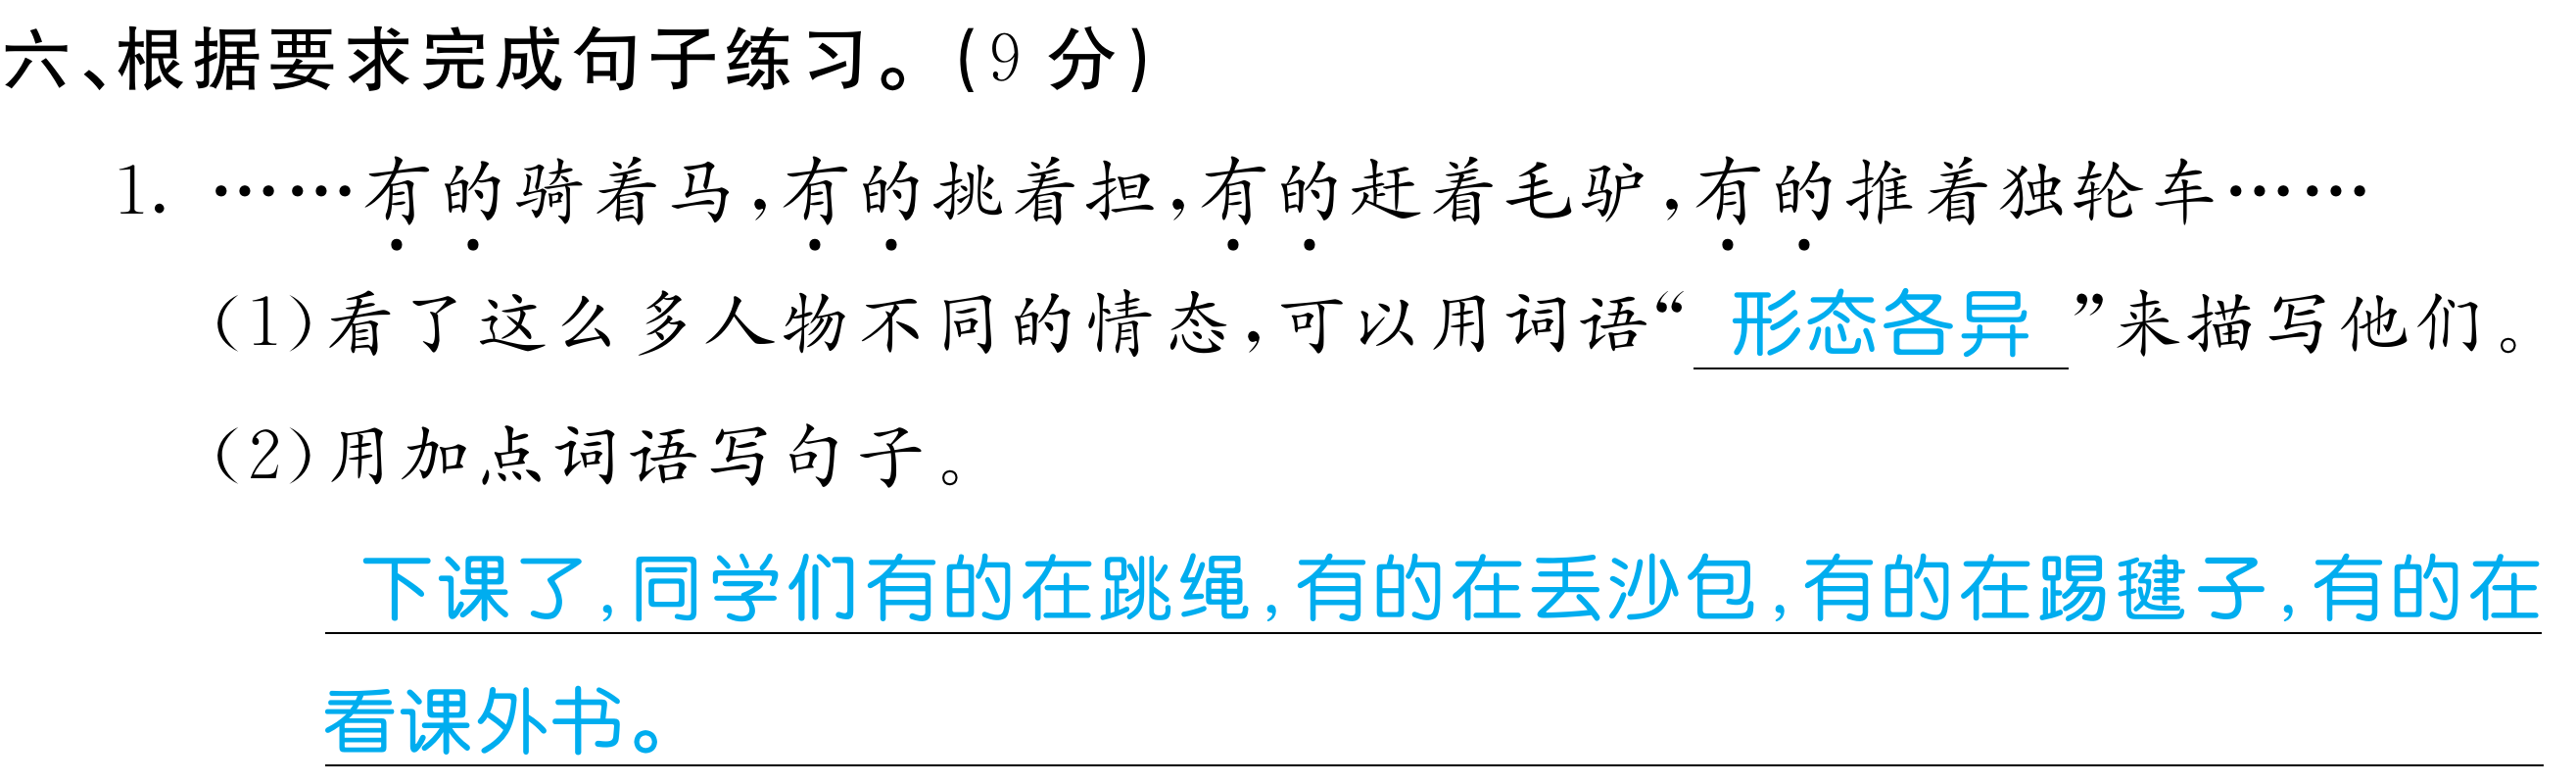 六、根据要求完成句子练习。(9 分)
1. ……有的骑着马,有的挑着担,有的赶着毛驴,有的推着独轮车……
(1)看了这么多人物不同的情态,可以用词语“ 形态各异 ”来描写他们。
(2)用加点词语写句子。
下课了,同学们有的在跳绳,有的在丢沙包,有的在踢毽子,有的在
看课外书。